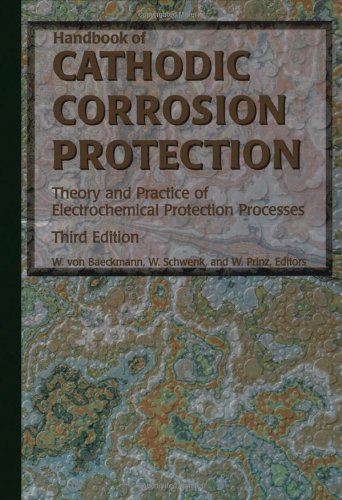 Handbook of
CATHODIC
CORROSION
PROTECTION
Theory and Practice of
Electrochemical Protection Processes
Third Edition
W. von Baeckmann, W. Schwenk, and W. Prinz, Editors